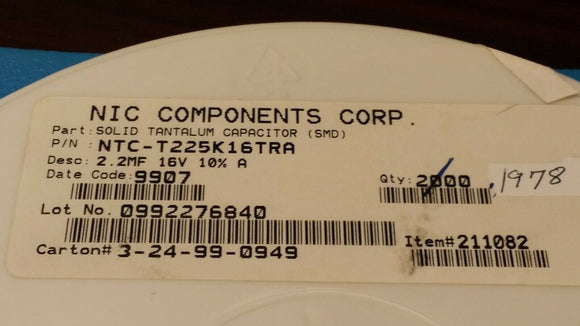 NIC COMPONENTS CORP.
Part: SOLID TANTALUM CAPACITOR (SMD)
P/N : NTC-T225K16TRA
Desc: 2.2MF 16V 10% A
Date Code: 9907
Qty: 2000 1978
Lot No. 0992276840
Item# 211082
Carton# 3-24-99-0949